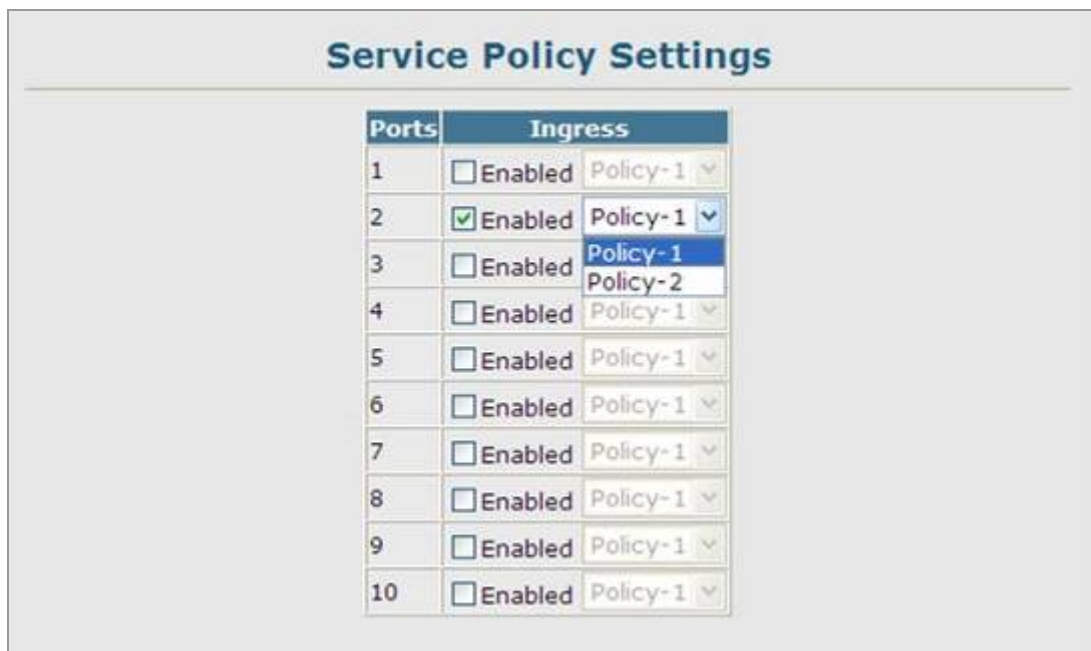 Service Policy Settings
Ports Ingress
1 Enabled Policy-1
2 Enabled Policy-1
Policy-1
3 Enabled
Policy-2
4 Enabled Policy-1
5 Enabled Policy-1
6 Enabled Policy-1
7 Enabled Policy-1
8 Enabled Policy-1
9 Enabled Policy-1
10 Enabled Policy-1